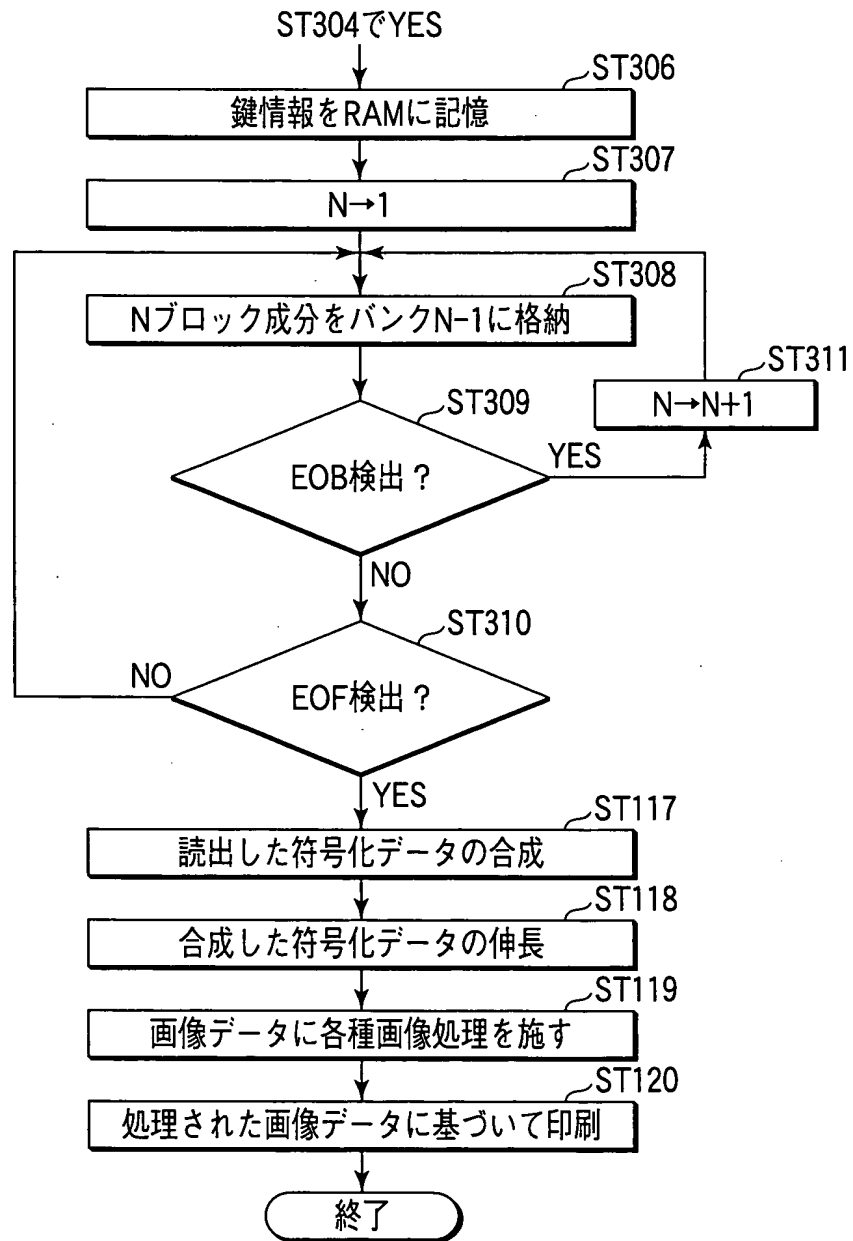 ST304でYES
ST306
鍵情報をRAMに記憶
ST307
N→1
ST308
Nブロック成分をバンクN-1に格納
ST311
N→N+1
ST309
EOB検出？
YES
NO
ST310
EOF検出？
NO
YES
ST117
読出した符号化データの合成
ST118
合成した符号化データの伸長
ST119
画像データに各種画像処理を施す
ST120
処理された画像データに基づいて印刷
終了